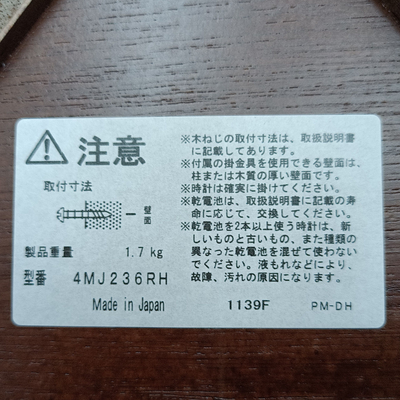 注意
取付寸法
壁面
製品重量 1.7 kg
型番 4MJ236RH
Made in Japan
※木ねじの取付寸法は、取扱説明書
に記載してあります。
※付属の掛金具を使用できる壁面は、
柱または木質の厚い壁面です。
※時計は確実に掛けてください。
※乾電池は、取扱説明書に記載の寿
命に応じて、交換してください。
※乾電池を2本以上使う時計は、新
しいものと古いもの、また種類の
異なった乾電池を混ぜて使わない
でください。液もれなどにより、
故障、汚れの原因になります。
1139F PM-DH